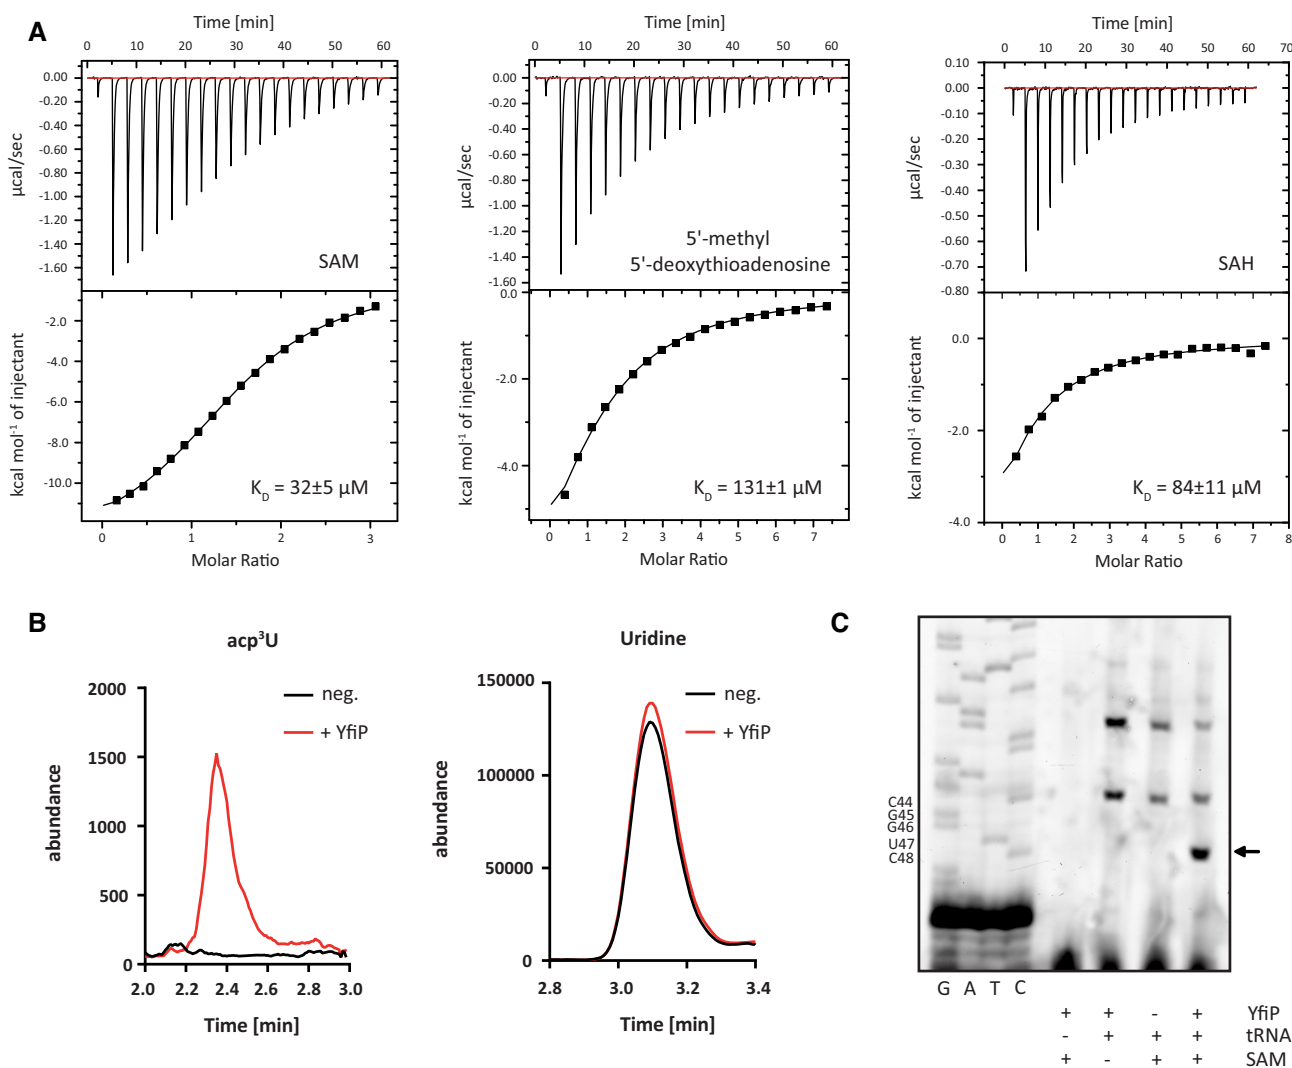 A
Time [min]
0 10 20 30 40 50 60
0.00
-0.20
-0.40
-0.60
-0.80
-1.00
-1.20
-1.40
-1.60
µcal/sec
SAM
-2.0
-4.0
-6.0
-8.0
-10.0
kcal mol⁻¹ of injectant
K_D = 32±5 µM
0 1 2 3
Molar Ratio
Time [min]
0 10 20 30 40 50 60
0.00
-0.20
-0.40
-0.60
-0.80
-1.00
-1.20
-1.40
-1.60
µcal/sec
5'-methyl
5'-deoxythioadenosine
0.0
-2.0
-4.0
kcal mol⁻¹ of injectant
K_D = 131±1 µM
0 1 2 3 4 5 6 7
Molar Ratio
Time [min]
0 10 20 30 40 50 60 70
0.10
0.00
-0.10
-0.20
-0.30
-0.40
-0.50
-0.60
-0.70
-0.80
µcal/sec
SAH
0.0
-2.0
-4.0
kcal mol⁻¹ of injectant
K_D = 84±11 µM
0 1 2 3 4 5 6 7 8
Molar Ratio
B
acp³U
2000
1500
1000
500
0
abundance
neg.
+ YfiP
2.0 2.2 2.4 2.6 2.8 3.0
Time [min]
Uridine
150000
100000
50000
0
abundance
neg.
+ YfiP
2.8 3.0 3.2 3.4
Time [min]
C
C44
G45
G46
U47
C48
G A T C
+ + - + YfiP
- + + + tRNA
+ - + + SAM